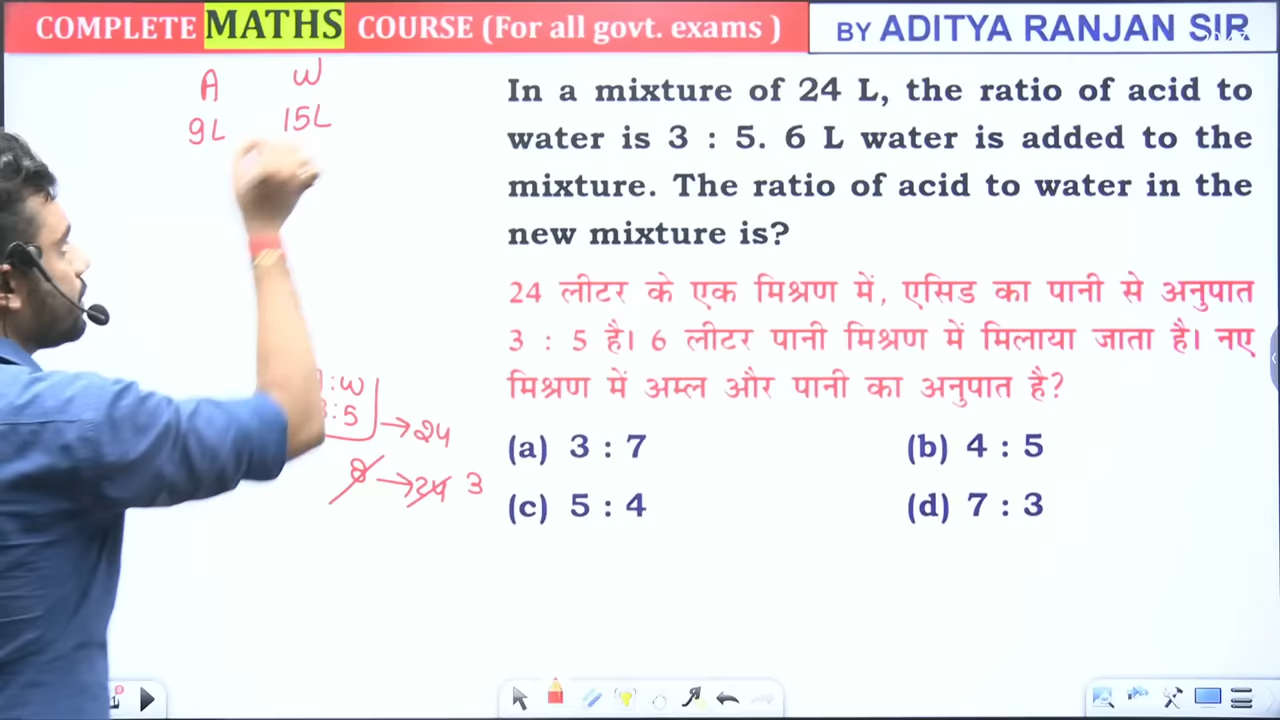 COMPLETE MATHS COURSE (For all govt. exams )
BY ADITYA RANJAN SIR
A W
9L 15L
In a mixture of 24 L, the ratio of acid to
water is 3 : 5. 6 L water is added to the
mixture. The ratio of acid to water in the
new mixture is?
24 लीटर के एक मिश्रण में, एसिड का पानी से अनुपात
3 : 5 है। 6 लीटर पानी मिश्रण में मिलाया जाता है। नए
मिश्रण में अम्ल और पानी का अनुपात है?
(a) 3 : 7 (b) 4 : 5
(c) 5 : 4 (d) 7 : 3
: W
: 5 → 24
8 → 24 3